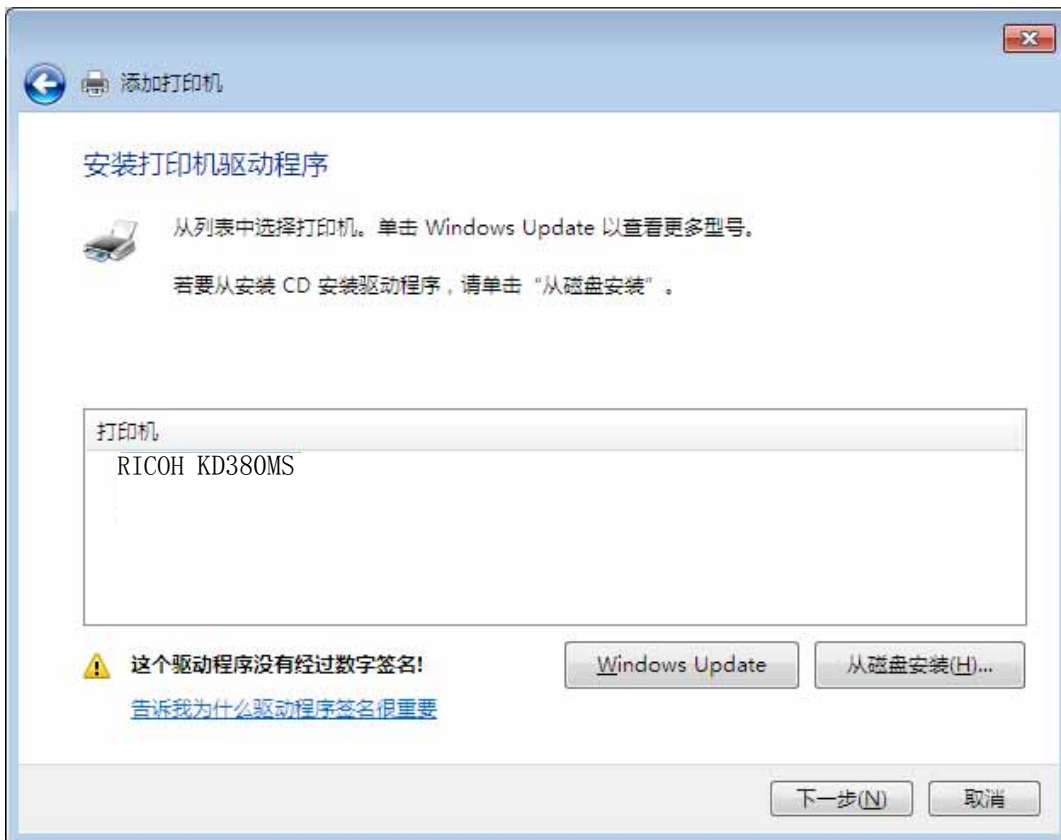 添加打印机
安装打印机驱动程序
从列表中选择打印机。单击 Windows Update 以查看更多型号。
若要从安装 CD 安装驱动程序，请单击“从磁盘安装”。
打印机
RICOH KD380MS
这个驱动程序没有经过数字签名!
Windows Update
从磁盘安装(H)...
告诉我为什么驱动程序签名很重要
下一步(N)
取消